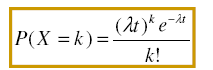 P(X = k) = (λt)^k e^{-λt} / k!